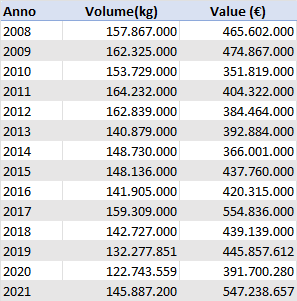 Anno Volume(kg) Value (€)
2008 157.867.000 465.602.000
2009 162.325.000 474.867.000
2010 153.729.000 351.819.000
2011 164.232.000 404.322.000
2012 162.839.000 384.464.000
2013 140.879.000 392.884.000
2014 148.730.000 366.001.000
2015 148.136.000 437.760.000
2016 141.905.000 420.315.000
2017 159.309.000 554.836.000
2018 142.727.000 439.139.000
2019 132.277.851 445.857.612
2020 122.743.559 391.700.280
2021 145.887.200 547.238.657